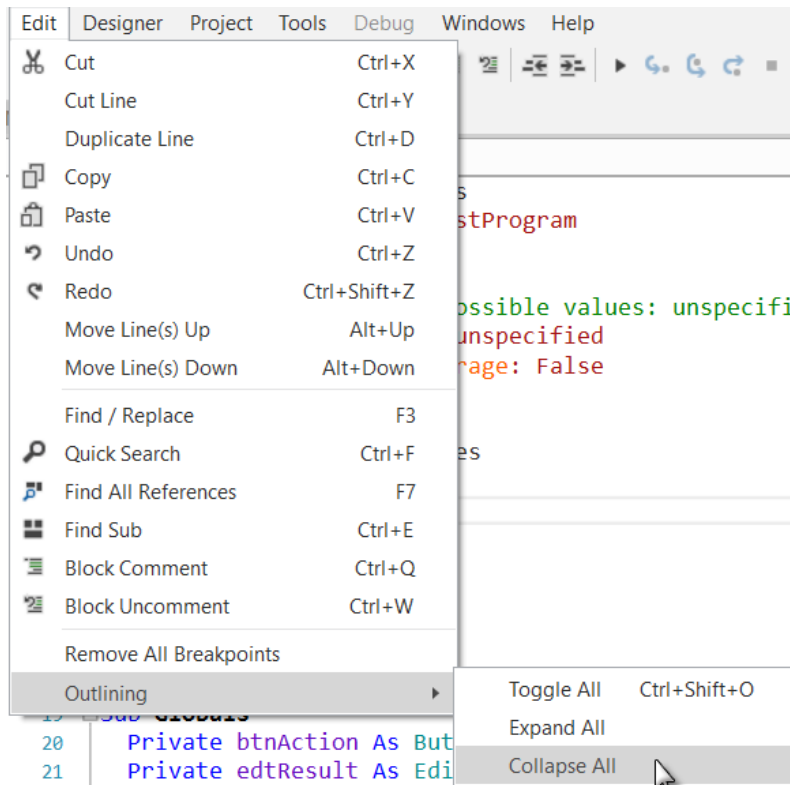 Edit Designer Project Tools Debug Windows Help
Cut Ctrl+X
Cut Line Ctrl+Y
Duplicate Line Ctrl+D
Copy Ctrl+C
s
Paste Ctrl+V
stProgram
Undo Ctrl+Z
Redo Ctrl+Shift+Z
ossible values: unspecifi
Move Line(s) Up Alt+Up
unspecified
Move Line(s) Down Alt+Down
rage: False
Find / Replace F3
Quick Search Ctrl+F
es
Find All References F7
Find Sub Ctrl+E
Block Comment Ctrl+Q
Block Uncomment Ctrl+W
Remove All Breakpoints
Outlining
Toggle All Ctrl+Shift+O
19 Sub Globals
Expand All
20 Private btnAction As But
21 Private edtResult As Edi
Collapse All